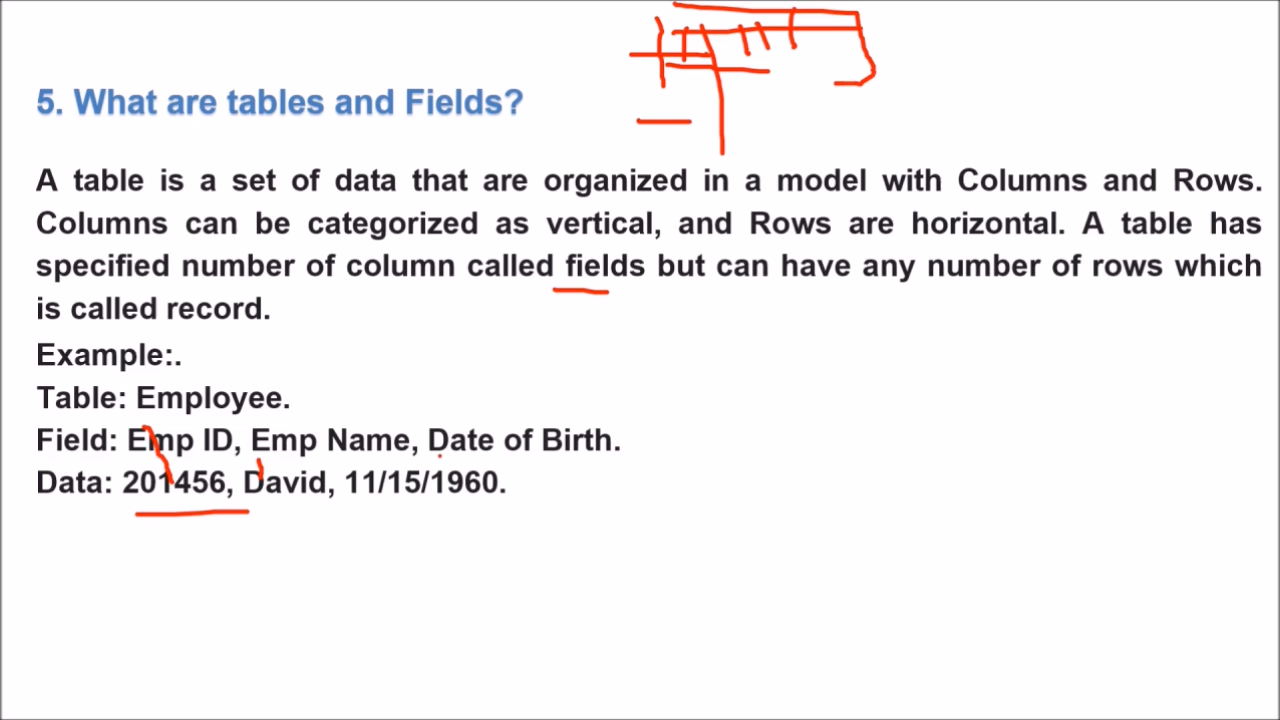 5. What are tables and Fields?
A table is a set of data that are organized in a model with Columns and Rows.
Columns can be categorized as vertical, and Rows are horizontal. A table has
specified number of column called fields but can have any number of rows which
is called record.
Example:.
Table: Employee.
Field: Emp ID, Emp Name, Date of Birth.
Data: 201456, David, 11/15/1960.